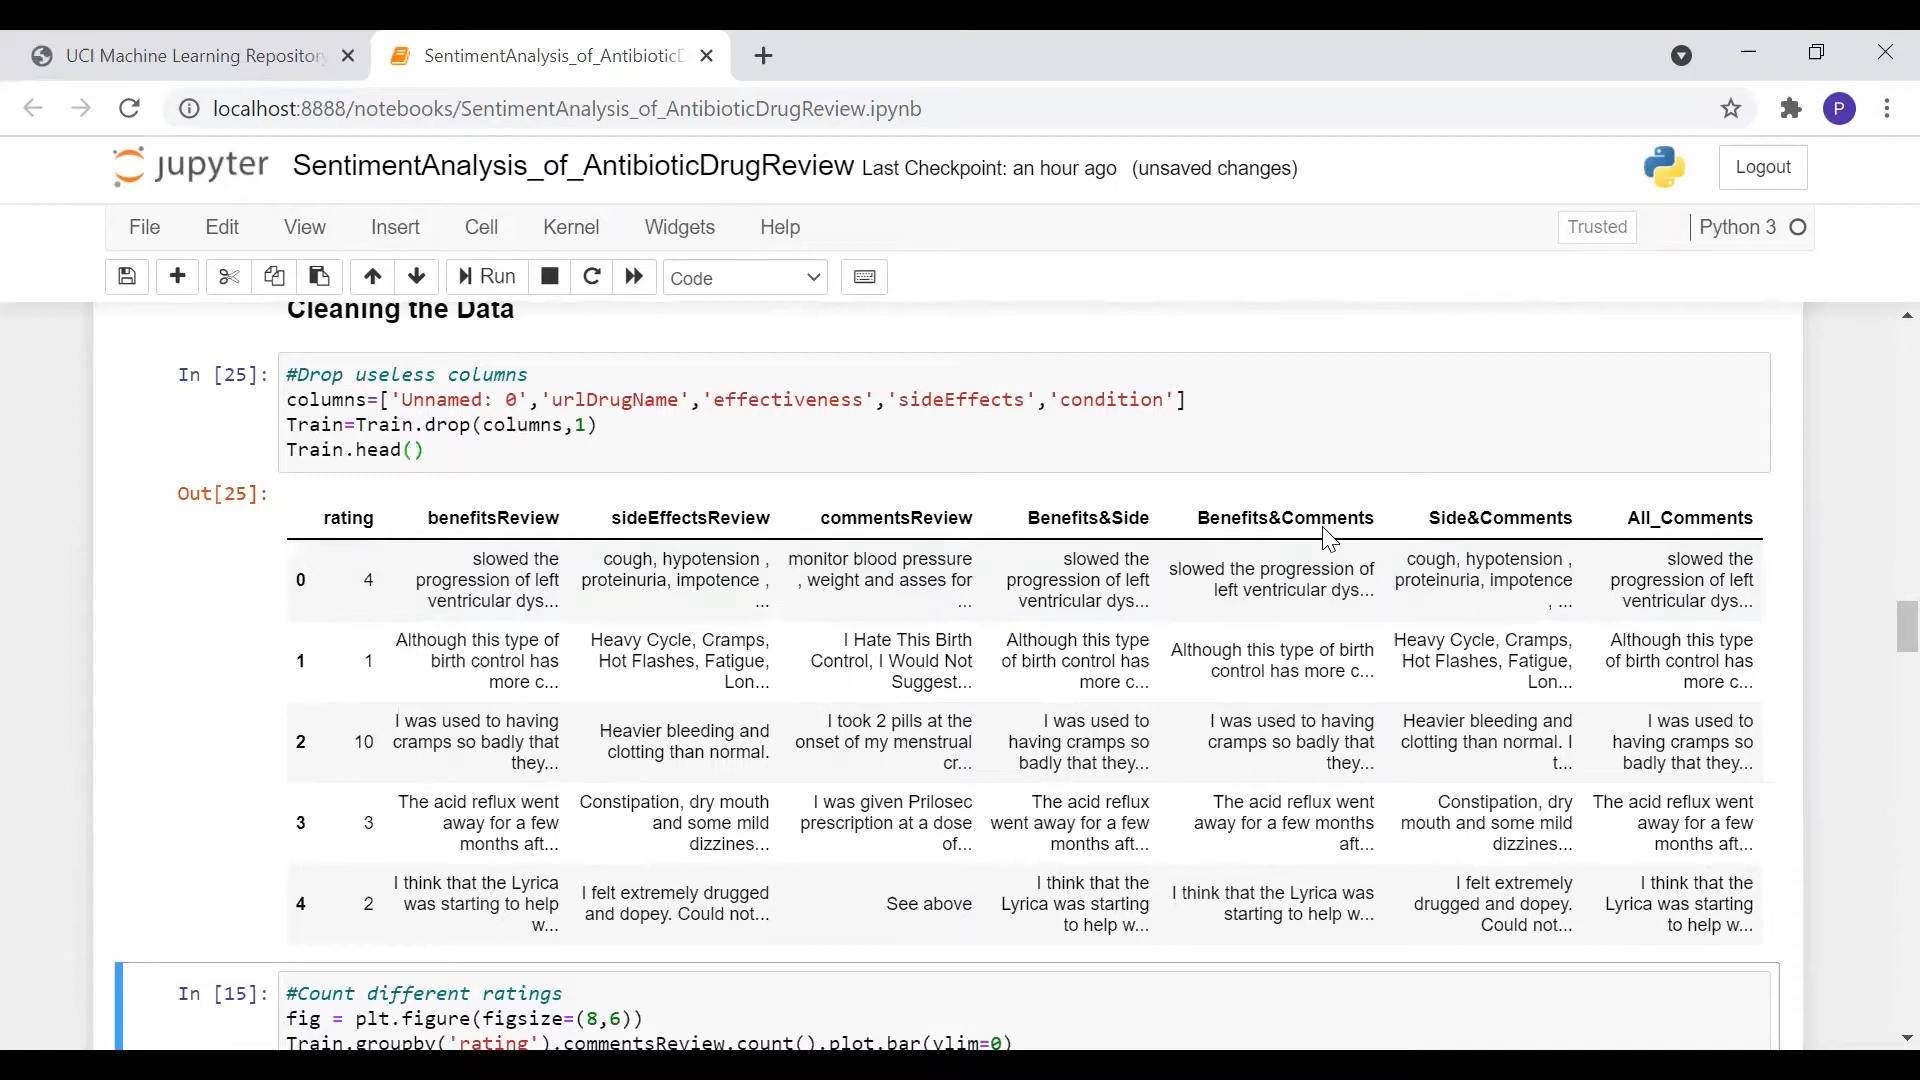 UCI Machine Learning Repository
SentimentAnalysis_of_AntibioticD
localhost:8888/notebooks/SentimentAnalysis_of_AntibioticDrugReview.ipynb
P
jupyter SentimentAnalysis_of_AntibioticDrugReview Last Checkpoint: an hour ago (unsaved changes)
Logout
File Edit View Insert Cell Kernel Widgets Help
Trusted
Python 3
Run
Code
Cleaning the Data
In [25]:
#Drop useless columns
columns=['Unnamed: 0','urlDrugName','effectiveness','sideEffects','condition']
Train=Train.drop(columns,1)
Train.head()
Out[25]:
rating benefitsReview sideEffectsReview commentsReview Benefits&Side Benefits&Comments Side&Comments All_Comments
0 4 slowed the progression of left ventricular dys... cough, hypotension , proteinuria, impotence , ... monitor blood pressure , weight and asses for ... slowed the progression of left ventricular dys... slowed the progression of left ventricular dys... cough, hypotension , proteinuria, impotence , ... slowed the progression of left ventricular dys...
1 1 Although this type of birth control has more c... Heavy Cycle, Cramps, Hot Flashes, Fatigue, Lon... I Hate This Birth Control, I Would Not Suggest... Although this type of birth control has more c... Although this type of birth control has more c... Heavy Cycle, Cramps, Hot Flashes, Fatigue, Lon... Although this type of birth control has more c...
2 10 I was used to having cramps so badly that they... Heavier bleeding and clotting than normal. I took 2 pills at the onset of my menstrual cr... I was used to having cramps so badly that they... I was used to having cramps so badly that they... Heavier bleeding and clotting than normal. I t... I was used to having cramps so badly that they...
3 3 The acid reflux went away for a few months aft... Constipation, dry mouth and some mild dizzines... I was given Prilosec prescription at a dose of... The acid reflux went away for a few months aft... The acid reflux went away for a few months aft... Constipation, dry mouth and some mild dizzines... The acid reflux went away for a few months aft...
4 2 I think that the Lyrica was starting to help w... I felt extremely drugged and dopey. Could not... See above I think that the Lyrica was starting to help w... I think that the Lyrica was starting to help w... I felt extremely drugged and dopey. Could not... I think that the Lyrica was starting to help w...
In [15]:
#Count different ratings
fig = plt.figure(figsize=(8,6))
Train.groupby('rating').commentsReview.count().plot.bar(ylim=0)